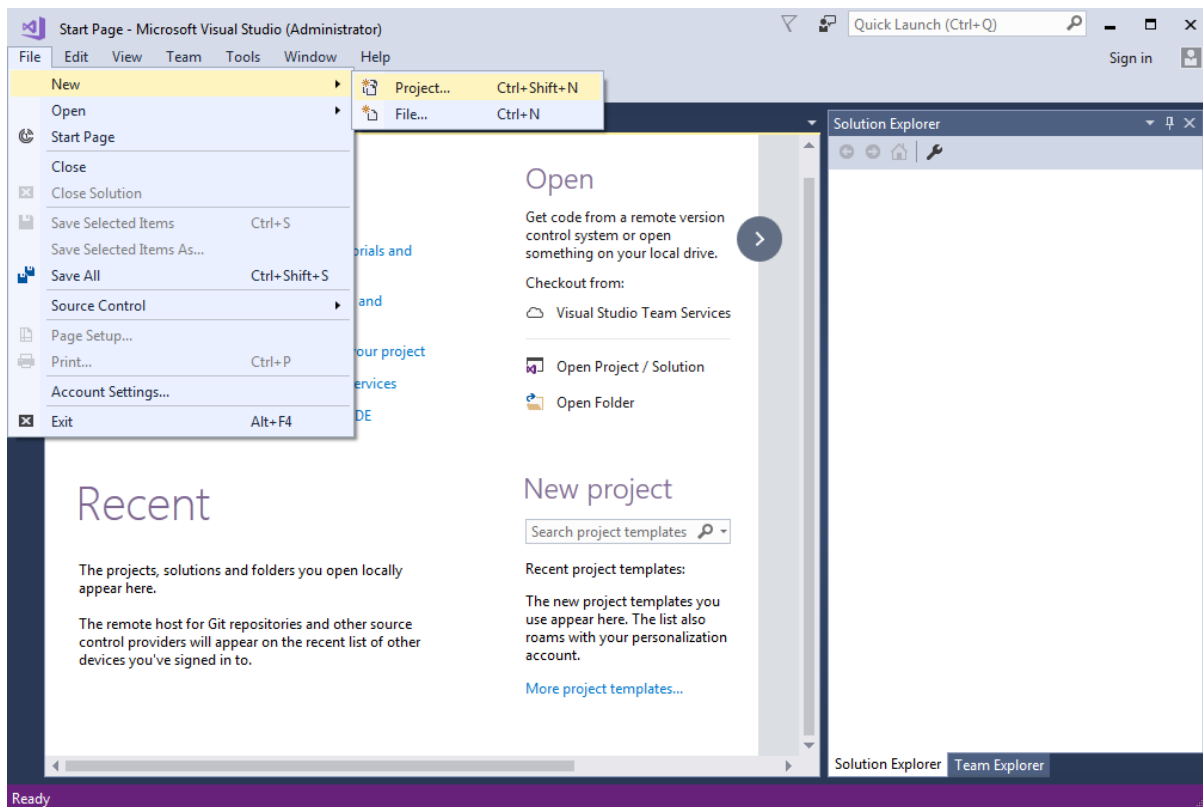 Start Page - Microsoft Visual Studio (Administrator)
Quick Launch (Ctrl+Q)
File Edit View Team Tools Window Help
Sign in
New
Project... Ctrl+Shift+N
Open
File... Ctrl+N
Start Page
Close
Close Solution
Save Selected Items Ctrl+S
Save Selected Items As...
Save All Ctrl+Shift+S
Source Control
Page Setup...
Print... Ctrl+P
Account Settings...
Exit Alt+F4
and
and
your project
Open
Get code from a remote version
control system or open
something on your local drive.
Checkout from:
Visual Studio Team Services
Open Project / Solution
Open Folder
Recent
The projects, solutions and folders you open locally
appear here.
The remote host for Git repositories and other source
control providers will appear on the recent list of other
devices you've signed in to.
New project
Search project templates
Recent project templates:
The new project templates you
use appear here. The list also
roams with your personalization
account.
More project templates...
Solution Explorer
Solution Explorer Team Explorer
Ready